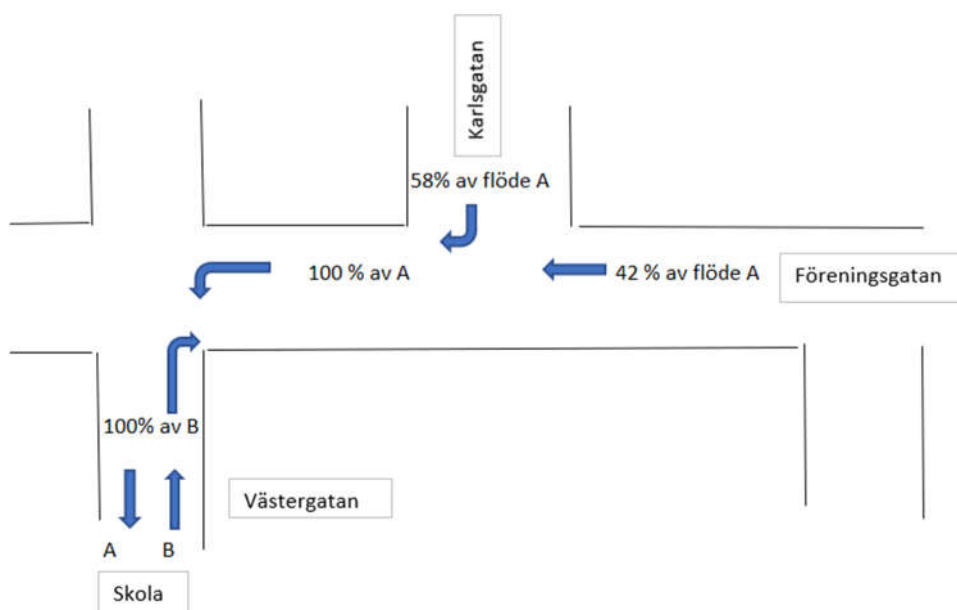 Karlsgatan
58% av flöde A
100 % av A
42 % av flöde A
Föreningsgatan
100% av B
Västergatan
A
B
Skola